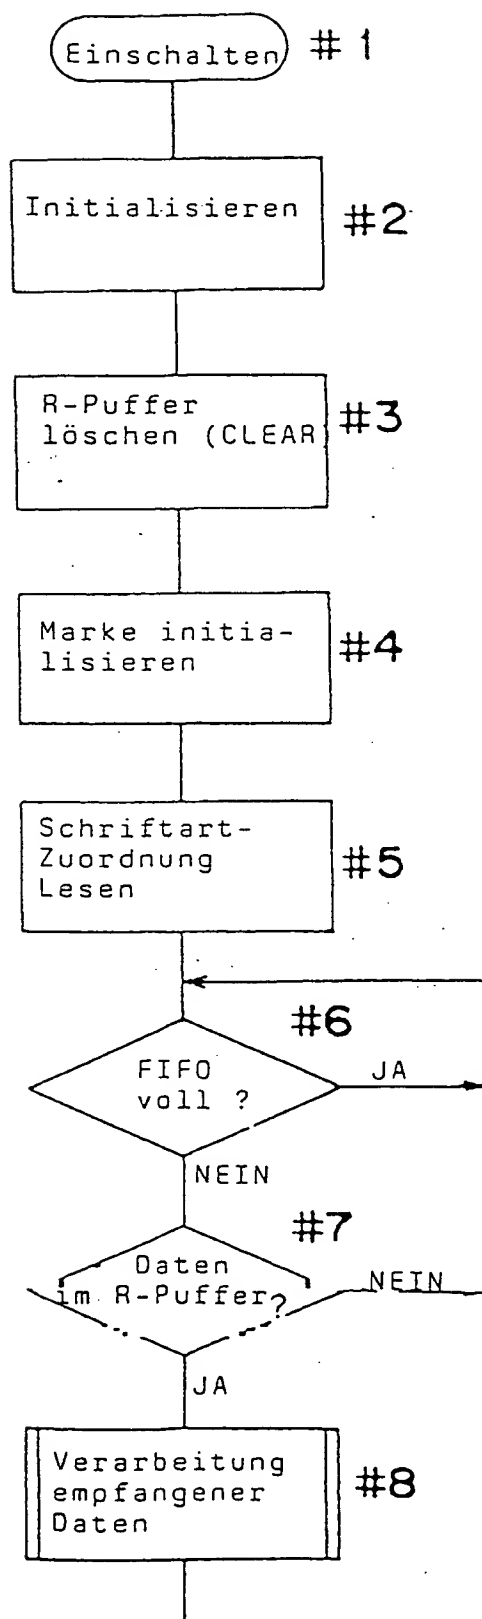 Einschalten # 1
Initialisieren #2
R-Puffer
löschen (CLEAR #3
Marke initia-
lisieren #4
Schriftart-
Zuordnung
Lesen #5
#6
FIFO
voll ?
JA
NEIN
#7
Daten
im R-Puffer?
NEIN
JA
Verarbeitung
empfangener
Daten #8